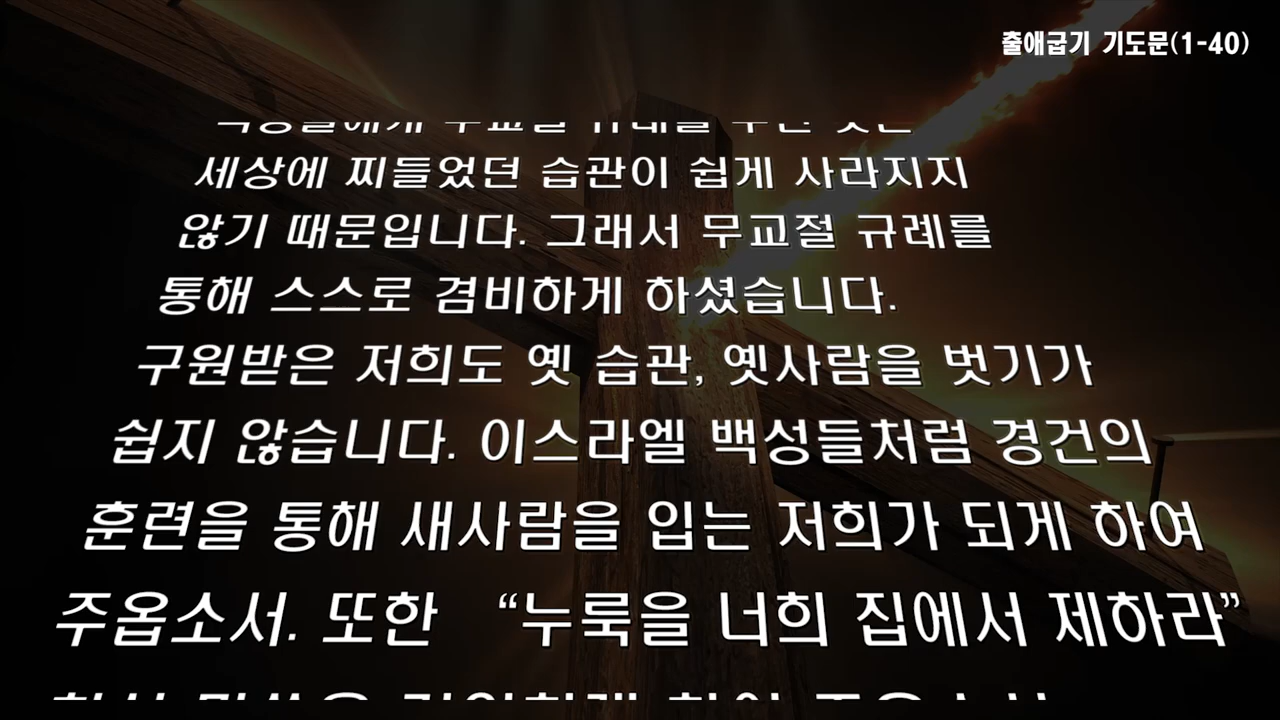 출애굽기 기도문(1-40)
세상에 찌들었던 습관이 쉽게 사라지지
않기 때문입니다. 그래서 무교절 규례를
통해 스스로 겸비하게 하셨습니다.
구원받은 저희도 옛 습관, 옛사람을 벗기가
쉽지 않습니다. 이스라엘 백성들처럼 경건의
훈련을 통해 새사람을 입는 저희가 되게 하여
주옵소서. 또한 “누룩을 너희 집에서 제하라”